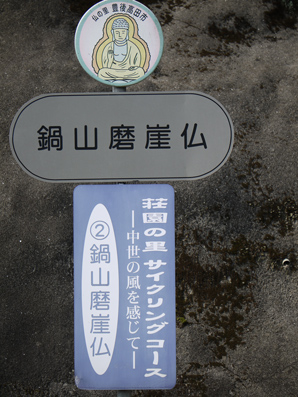 仏の里 豊後高田市
鍋山磨崖仏
荘園の里 サイクリングコース
―中世の風を感じて―
②鍋山磨崖仏